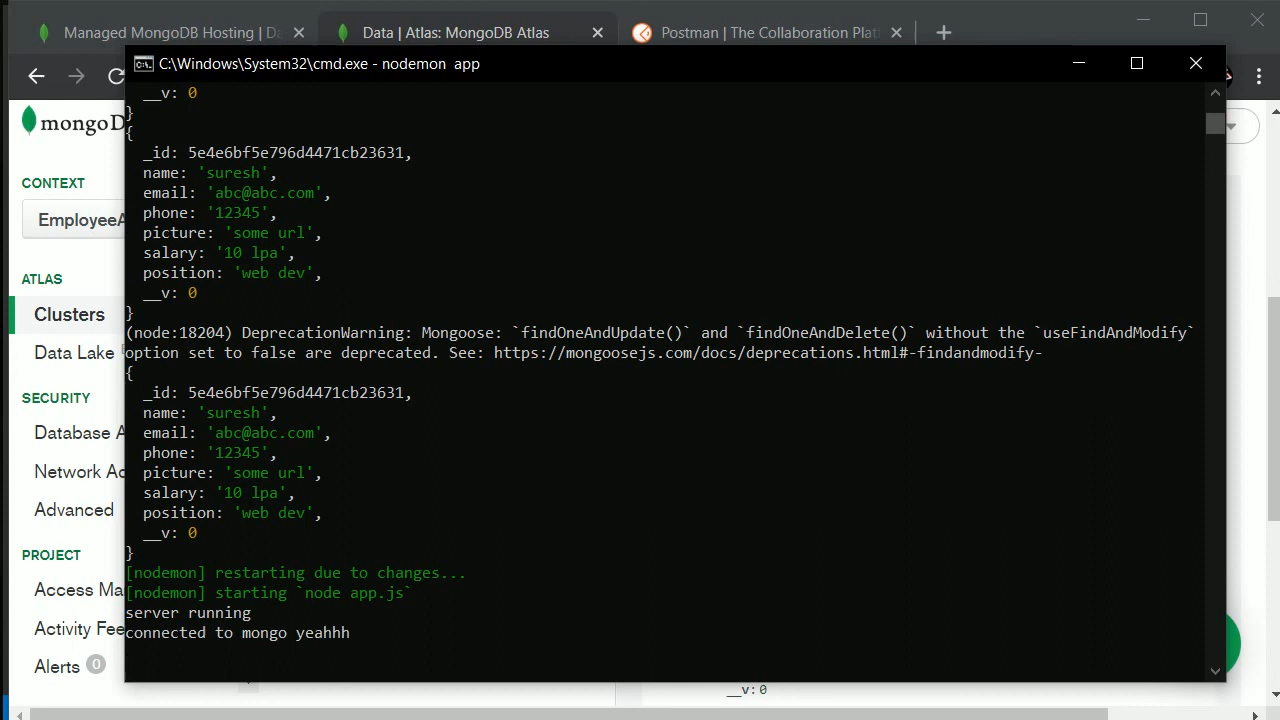 Managed MongoDB Hosting | Da
Data | Atlas: MongoDB Atlas
Postman | The Collaboration Plat
C:\Windows\System32\cmd.exe - nodemon  app
mongoD
CONTEXT
EmployeeA
ATLAS
Clusters
Data Lake
SECURITY
Database A
Network Ac
Advanced
PROJECT
Access Ma
Activity Fee
Alerts 0
__v: 0
}
{
_id: 5e4e6bf5e796d4471cb23631,
name: 'suresh',
email: 'abc@abc.com',
phone: '12345',
picture: 'some url',
salary: '10 lpa',
position: 'web dev',
__v: 0
}
(node:18204) DeprecationWarning: Mongoose: `findOneAndUpdate()` and `findOneAndDelete()` without the `useFindAndModify`
option set to false are deprecated. See: https://mongoosejs.com/docs/deprecations.html#-findandmodify-
{
_id: 5e4e6bf5e796d4471cb23631,
name: 'suresh',
email: 'abc@abc.com',
phone: '12345',
picture: 'some url',
salary: '10 lpa',
position: 'web dev',
__v: 0
}
[nodemon] restarting due to changes...
[nodemon] starting `node app.js`
server running
connected to mongo yeahhh
__v: 0